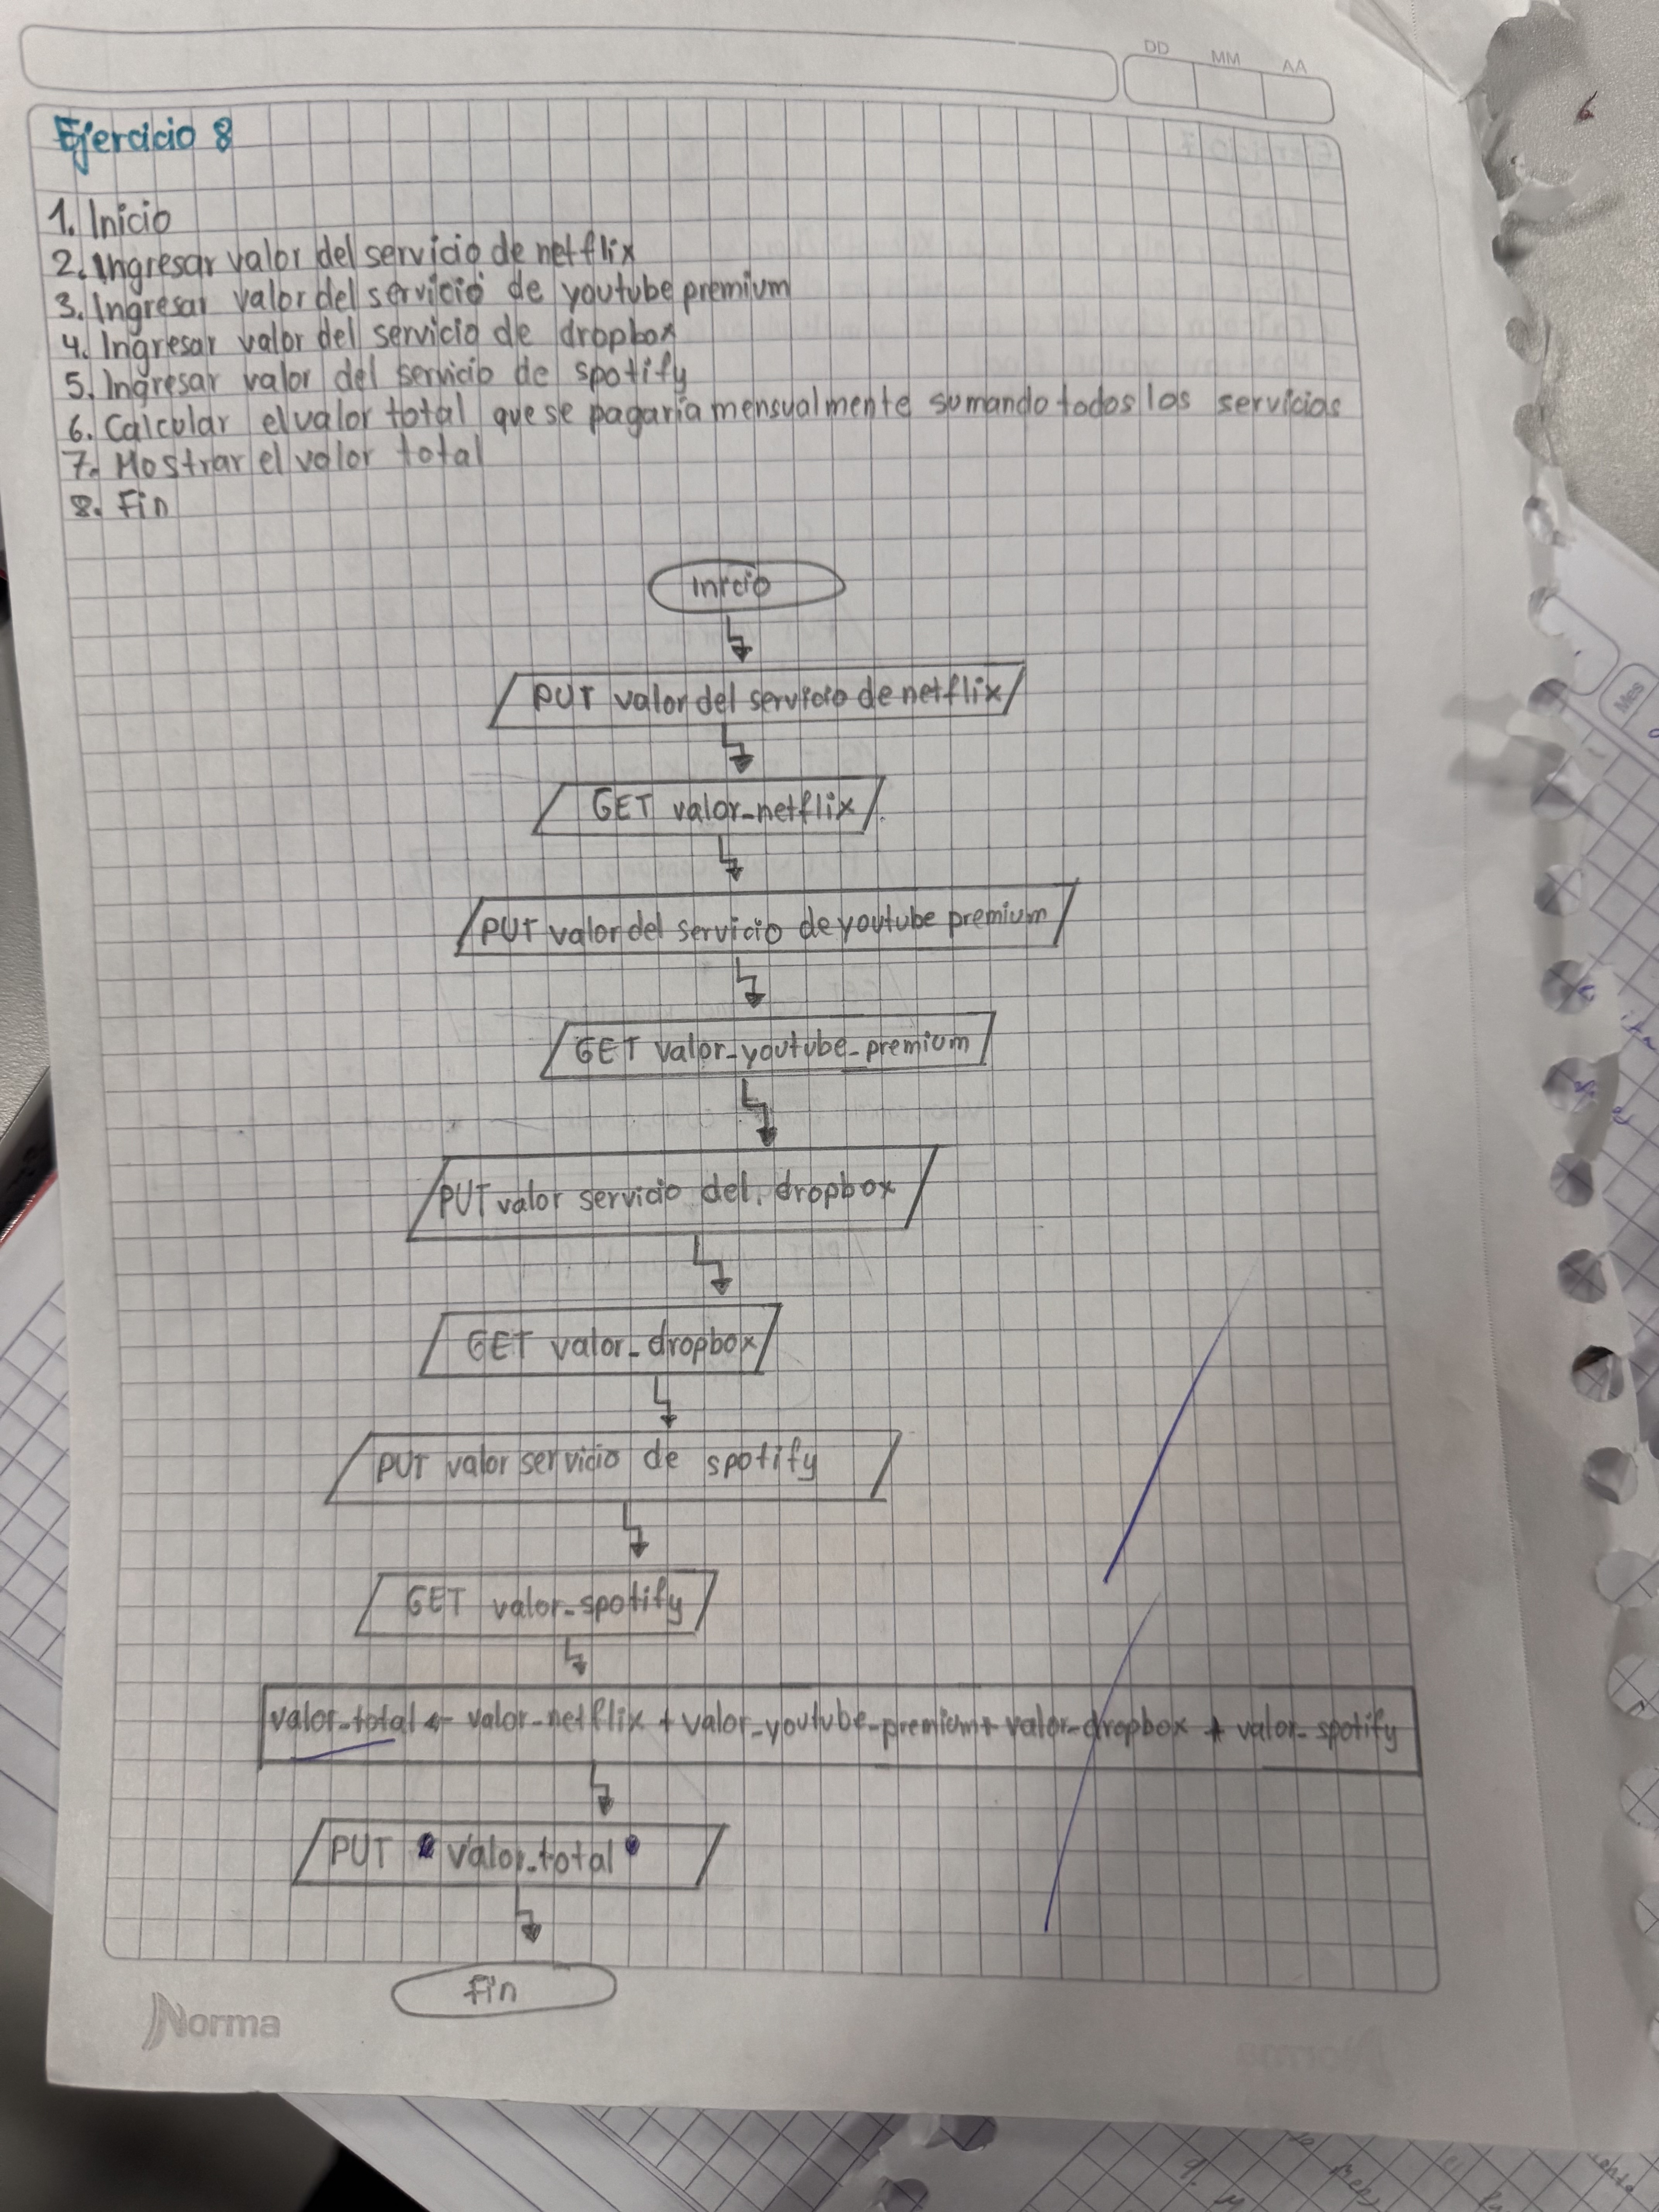 DD MM AA
Ejercicio 8
1. Inicio
2. Ingresar valor del servicio de netflix
3. Ingresar valor del servicio de youtube premium
4. Ingresar valor del servicio de dropbox
5. Ingresar valor del servicio de spotify
6. Calcular el valor total que se pagaría mensualmente sumando todos los servicios
7. Mostrar el valor total
8. Fin
inicio
PUT valor del servicio de netflix
GET valor_netflix
PUT valor del servicio de youtube premium
GET valor_youtube_premium
PUT valor servicio del dropbox
GET valor_dropbox
PUT valor servicio de spotify
GET valor_spotify
valor_total ← valor_netflix + valor_youtube_premium + valor_dropbox + valor_spotify
PUT valor_total
fin
Norma
Mes